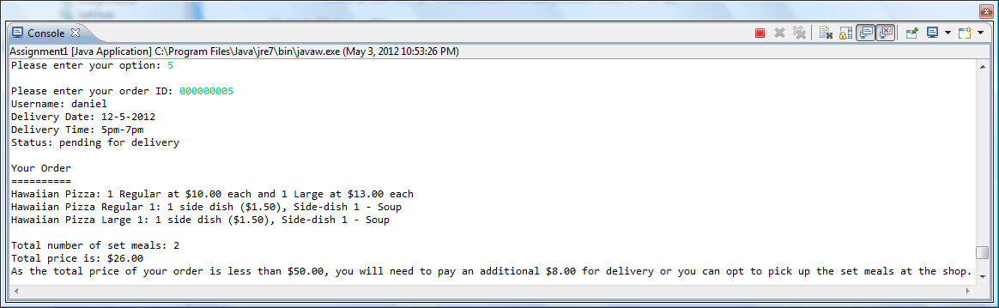 Console
Assignment1 [Java Application] C:\Program Files\Java\jre7\bin\javaw.exe (May 3, 2012 10:53:26 PM)
Please enter your option: 5
Please enter your order ID: 000000005
Username: daniel
Delivery Date: 12-5-2012
Delivery Time: 5pm-7pm
Status: pending for delivery
Your Order
==========
Hawaiian Pizza: 1 Regular at $10.00 each and 1 Large at $13.00 each
Hawaiian Pizza Regular 1: 1 side dish ($1.50), Side-dish 1 - Soup
Hawaiian Pizza Large 1: 1 side dish ($1.50), Side-dish 1 - Soup
Total number of set meals: 2
Total price is: $26.00
As the total price of your order is less than $50.00, you will need to pay an additional $8.00 for delivery or you can opt to pick up the set meals at the shop.